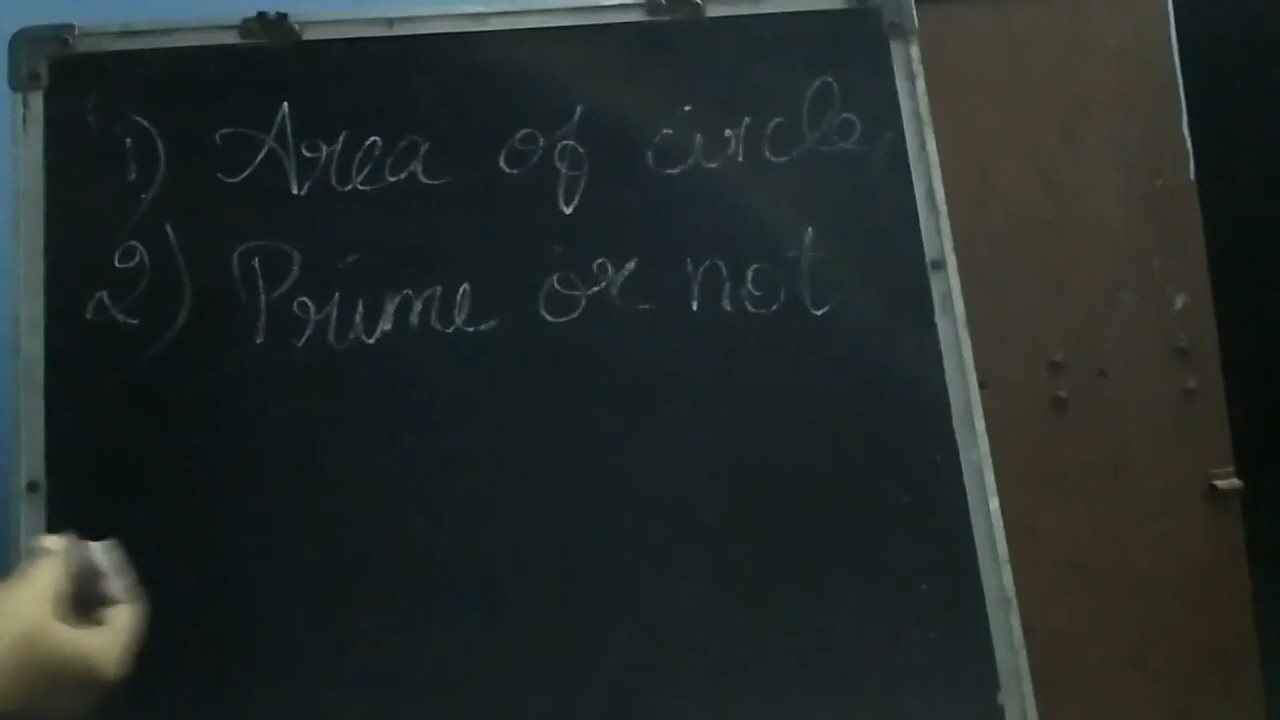 1) Area of circle.
2) Prime or not